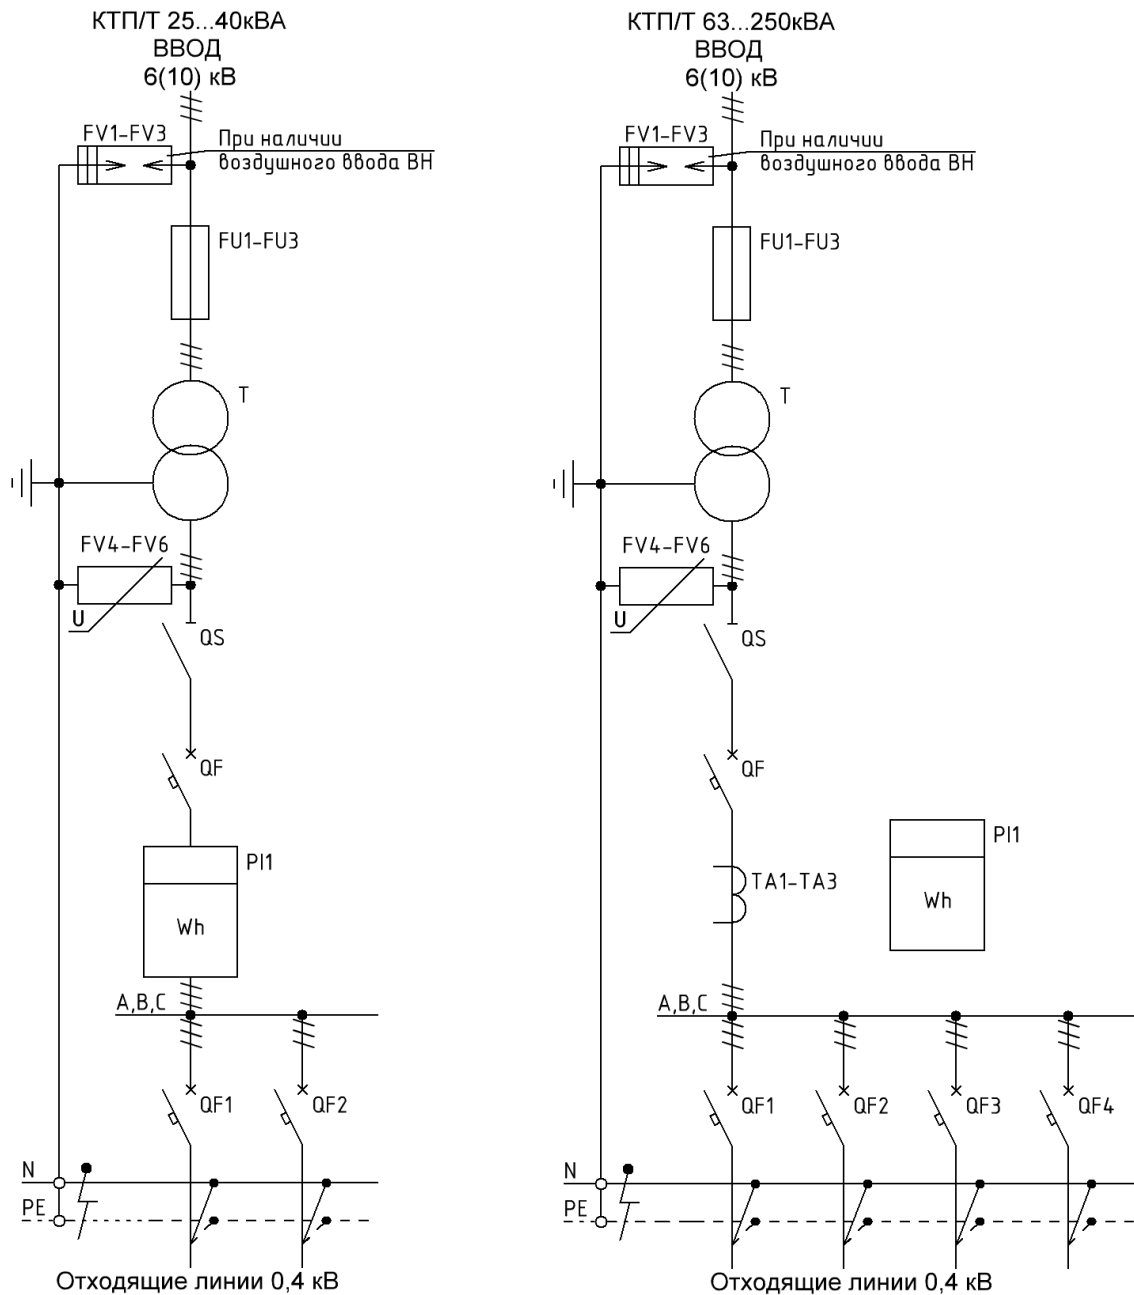 КТП/Т 25...40кВА
ВВОД
6(10) кВ
FV1-FV3
При наличии
воздушного ввода ВН
FU1-FU3
T
FV4-FV6
U
QS
QF
PI1
Wh
A,B,C
QF1
QF2
N
PE
Отходящие линии 0,4 кВ
КТП/Т 63...250кВА
ВВОД
6(10) кВ
FV1-FV3
При наличии
воздушного ввода ВН
FU1-FU3
T
FV4-FV6
U
QS
QF
PI1
TA1-TA3
Wh
A,B,C
QF1
QF2
QF3
QF4
N
PE
Отходящие линии 0,4 кВ